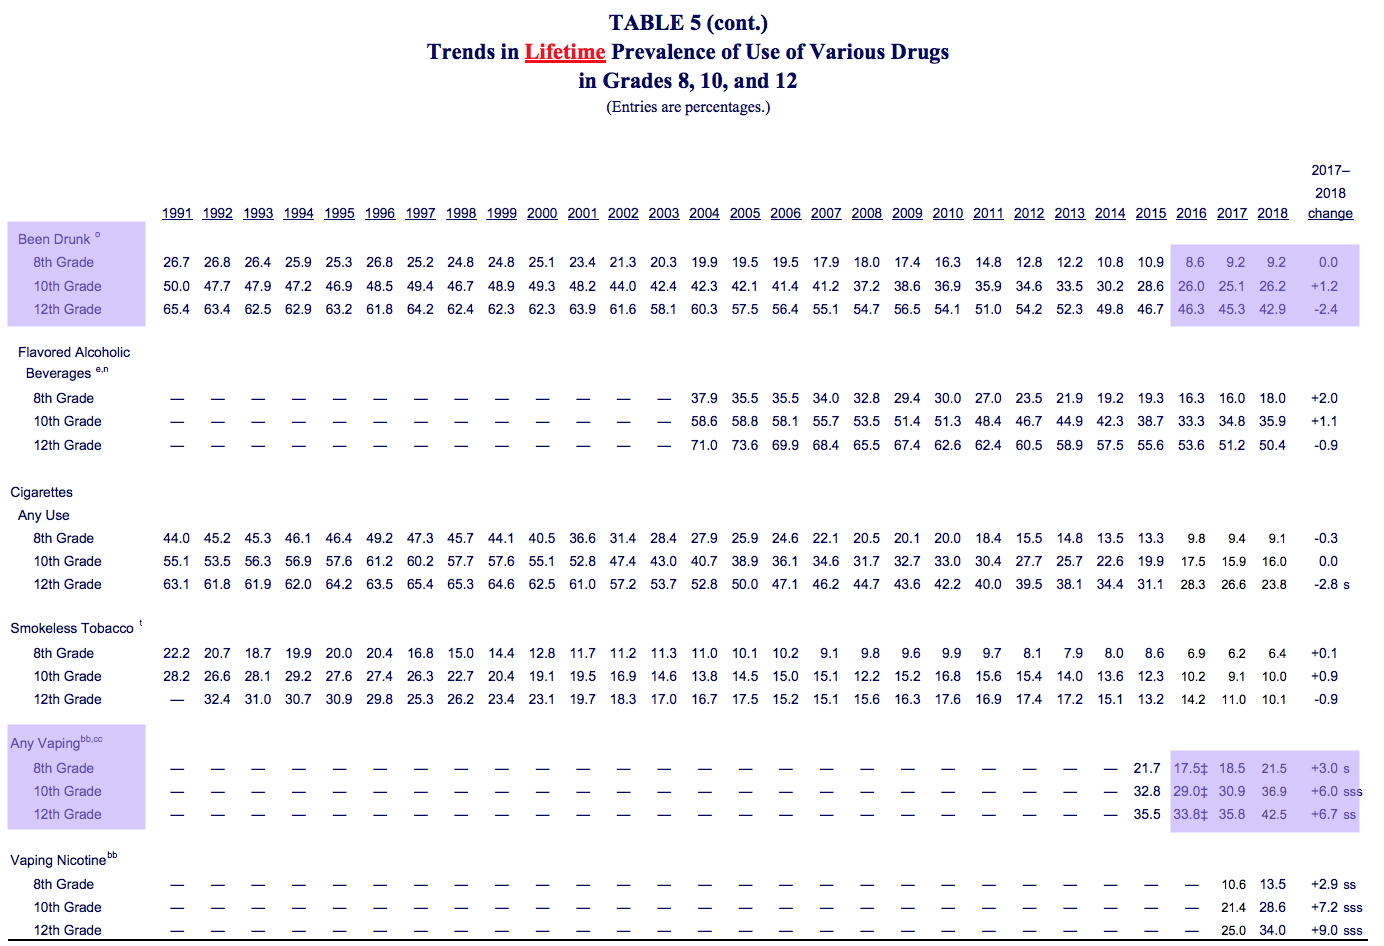 TABLE 5 (cont.)
Trends in Lifetime Prevalence of Use of Various Drugs
in Grades 8, 10, and 12
(Entries are percentages.)
2017–
2018
1991 1992 1993 1994 1995 1996 1997 1998 1999 2000 2001 2002 2003 2004 2005 2006 2007 2008 2009 2010 2011 2012 2013 2014 2015 2016 2017 2018 change
Been Drunk o
8th Grade 26.7 26.8 26.4 25.9 25.3 26.8 25.2 24.8 24.8 25.1 23.4 21.3 20.3 19.9 19.5 19.5 17.9 18.0 17.4 16.3 14.8 12.8 12.2 10.8 10.9 8.6 9.2 9.2 0.0
10th Grade 50.0 47.7 47.9 47.2 46.9 48.5 49.4 46.7 48.9 49.3 48.2 44.0 42.4 42.3 42.1 41.4 41.2 37.2 38.6 36.9 35.9 34.6 33.5 30.2 28.6 26.0 25.1 26.2 +1.2
12th Grade 65.4 63.4 62.5 62.9 63.2 61.8 64.2 62.4 62.3 62.3 63.9 61.6 58.1 60.3 57.5 56.4 55.1 54.7 56.5 54.1 51.0 54.2 52.3 49.8 46.7 46.3 45.3 42.9 -2.4
Flavored Alcoholic
Beverages e,n
8th Grade — — — — — — — — — — — — — 37.9 35.5 35.5 34.0 32.8 29.4 30.0 27.0 23.5 21.9 19.2 19.3 16.3 16.0 18.0 +2.0
10th Grade — — — — — — — — — — — — — 58.6 58.8 58.1 55.7 53.5 51.4 51.3 48.4 46.7 44.9 42.3 38.7 33.3 34.8 35.9 +1.1
12th Grade — — — — — — — — — — — — — 71.0 73.6 69.9 68.4 65.5 67.4 62.6 62.4 60.5 58.9 57.5 55.6 53.6 51.2 50.4 -0.9
Cigarettes
Any Use
8th Grade 44.0 45.2 45.3 46.1 46.4 49.2 47.3 45.7 44.1 40.5 36.6 31.4 28.4 27.9 25.9 24.6 22.1 20.5 20.1 20.0 18.4 15.5 14.8 13.5 13.3 9.8 9.4 9.1 -0.3
10th Grade 55.1 53.5 56.3 56.9 57.6 61.2 60.2 57.7 57.6 55.1 52.8 47.4 43.0 40.7 38.9 36.1 34.6 31.7 32.7 33.0 30.4 27.7 25.7 22.6 19.9 17.5 15.9 16.0 0.0
12th Grade 63.1 61.8 61.9 62.0 64.2 63.5 65.4 65.3 64.6 62.5 61.0 57.2 53.7 52.8 50.0 47.1 46.2 44.7 43.6 42.2 40.0 39.5 38.1 34.4 31.1 28.3 26.6 23.8 -2.8 s
Smokeless Tobacco t
8th Grade 22.2 20.7 18.7 19.9 20.0 20.4 16.8 15.0 14.4 12.8 11.7 11.2 11.3 11.0 10.1 10.2 9.1 9.8 9.6 9.9 9.7 8.1 7.9 8.0 8.6 6.9 6.2 6.4 +0.1
10th Grade 28.2 26.6 28.1 29.2 27.6 27.4 26.3 22.7 20.4 19.1 19.5 16.9 14.6 13.8 14.5 15.0 15.1 12.2 15.2 16.8 15.6 15.4 14.0 13.6 12.3 10.2 9.1 10.0 +0.9
12th Grade — 32.4 31.0 30.7 30.9 29.8 25.3 26.2 23.4 23.1 19.7 18.3 17.0 16.7 17.5 15.2 15.1 15.6 16.3 17.6 16.9 17.4 17.2 15.1 13.2 14.2 11.0 10.1 -0.9
Any Vaping bb,cc
8th Grade — — — — — — — — — — — — — — — — — — — — — — — — 21.7 17.5‡ 18.5 21.5 +3.0 s
10th Grade — — — — — — — — — — — — — — — — — — — — — — — — 32.8 29.0‡ 30.9 36.9 +6.0 sss
12th Grade — — — — — — — — — — — — — — — — — — — — — — — — 35.5 33.8‡ 35.8 42.5 +6.7 ss
Vaping Nicotine bb
8th Grade — — — — — — — — — — — — — — — — — — — — — — — — — — 10.6 13.5 +2.9 ss
10th Grade — — — — — — — — — — — — — — — — — — — — — — — — — — 21.4 28.6 +7.2 sss
12th Grade — — — — — — — — — — — — — — — — — — — — — — — — — — 25.0 34.0 +9.0 sss